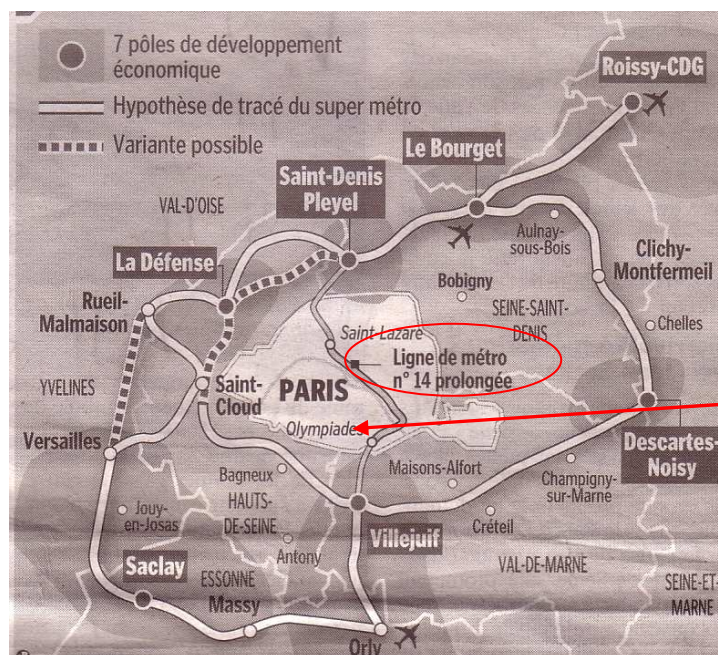 7 pôles de développement
économique
Hypothèse de tracé du super métro
Variante possible
Roissy-CDG
Le Bourget
Saint-Denis
Pleyel
VAL-D'OISE
Aulnay-
sous-Bois
La Défense
Clichy-
Montfermeil
Bobigny
Rueil-
Malmaison
SEINE-SAINT-
DENIS
Saint-Lazare
Chelles
Ligne de métro
n° 14 prolongée
YVELINES
Saint-
Cloud
PARIS
Olympiades
Versailles
Descartes-
Noisy
Bagneux
Maisons-Alfort
Champigny-
sur-Marne
HAUTS-
DE-SEINE
Jouy-
en-Josas
Villejuif
Créteil
Antony
Saclay
ESSONNE
VAL-DE-MARNE
SEINE-ET-
MARNE
Massy
Orly